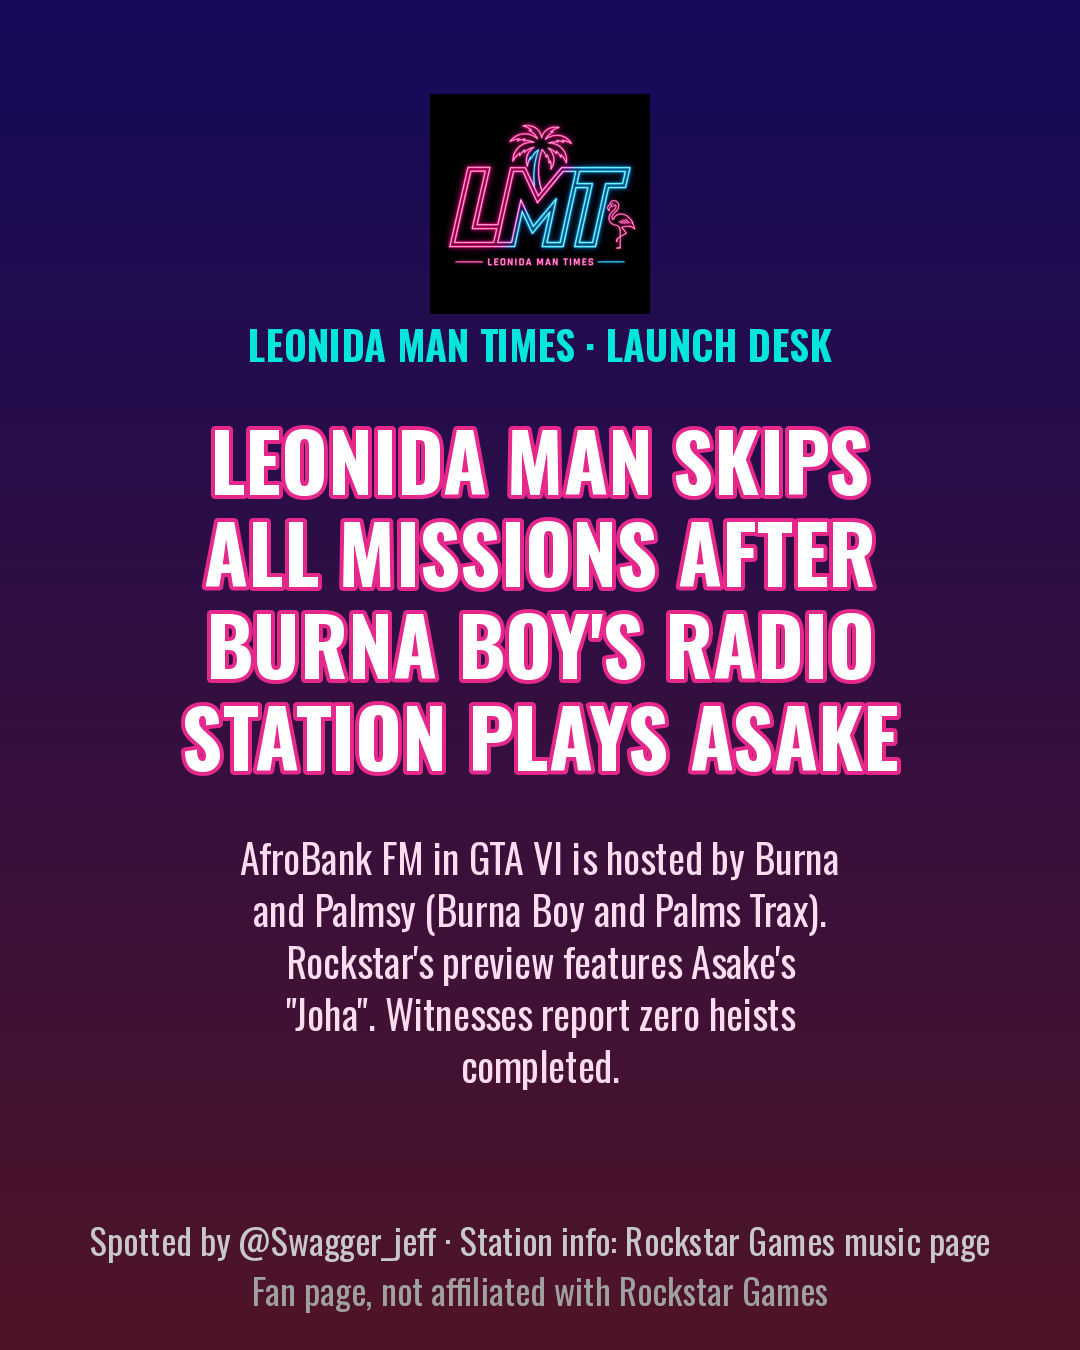 LMT
LEONIDA MAN TIMES
LEONIDA MAN TIMES · LAUNCH DESK
LEONIDA MAN SKIPS
ALL MISSIONS AFTER
BURNA BOY'S RADIO
STATION PLAYS ASAKE
AfroBank FM in GTA VI is hosted by Burna
and Palmsy (Burna Boy and Palms Trax).
Rockstar's preview features Asake's
"Joha". Witnesses report zero heists
completed.
Spotted by @Swagger_jeff · Station info: Rockstar Games music page
Fan page, not affiliated with Rockstar Games